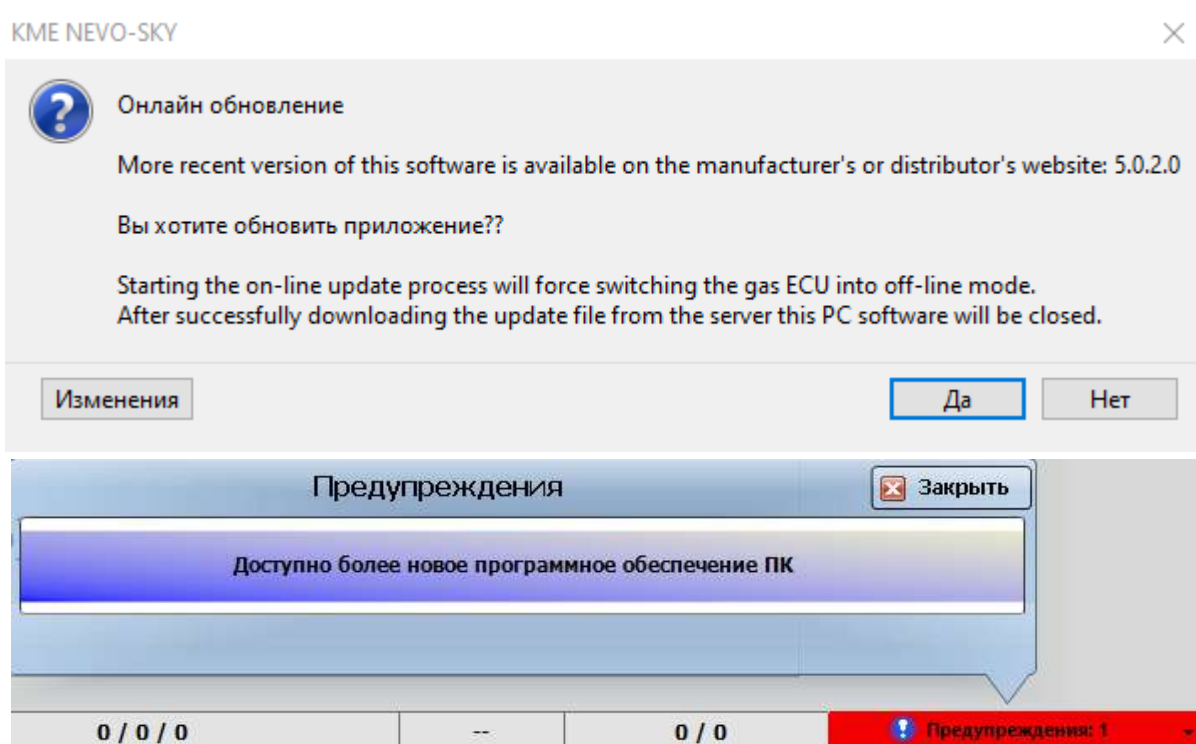 KME NEVO-SKY
Онлайн обновление
More recent version of this software is available on the manufacturer's or distributor's website: 5.0.2.0
Вы хотите обновить приложение??
Starting the on-line update process will force switching the gas ECU into off-line mode.
After successfully downloading the update file from the server this PC software will be closed.
Изменения Да Нет
Предупреждения Закрыть
Доступно более новое программное обеспечение ПК
0 / 0 / 0 -- 0 / 0 Предупреждения: 1